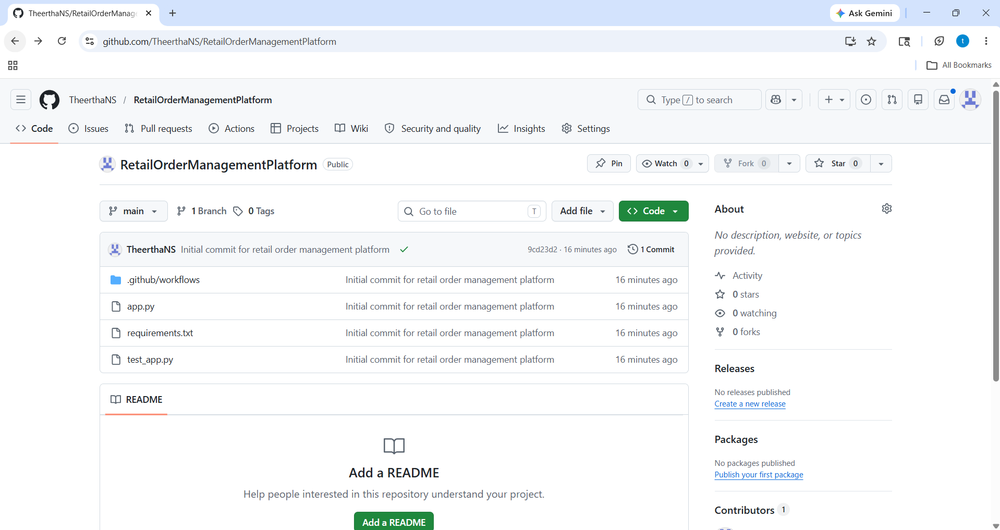 TheerthaNS/RetailOrderManage
Ask Gemini
github.com/TheerthaNS/RetailOrderManagementPlatform
t
All Bookmarks
TheerthaNS / RetailOrderManagementPlatform
Type / to search
Code Issues Pull requests Actions Projects Wiki Security and quality Insights Settings
RetailOrderManagementPlatform Public
Pin Watch 0 Fork 0 Star 0
main 1 Branch 0 Tags Go to file T Add file Code
TheerthaNS Initial commit for retail order management platform 9cd23d2 · 16 minutes ago 1 Commit
.github/workflows Initial commit for retail order management platform 16 minutes ago
app.py Initial commit for retail order management platform 16 minutes ago
requirements.txt Initial commit for retail order management platform 16 minutes ago
test_app.py Initial commit for retail order management platform 16 minutes ago
README
Add a README
Help people interested in this repository understand your project.
Add a README
About
No description, website, or topics
provided.
Activity
0 stars
0 watching
0 forks
Releases
No releases published
Create a new release
Packages
No packages published
Publish your first package
Contributors 1